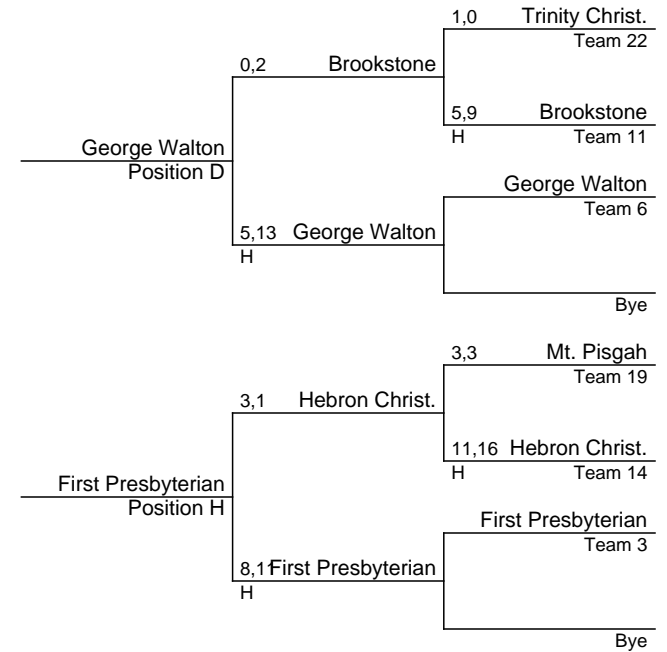 1,0 Trinity Christ.
Team 22
0,2 Brookstone
5,9 Brookstone
H Team 11
George Walton
Position D
George Walton
Team 6
5,13 George Walton
H
Bye
3,3 Mt. Pisgah
Team 19
3,1 Hebron Christ.
11,16 Hebron Christ.
H Team 14
First Presbyterian
Position H
First Presbyterian
Team 3
8,11 First Presbyterian
H
Bye